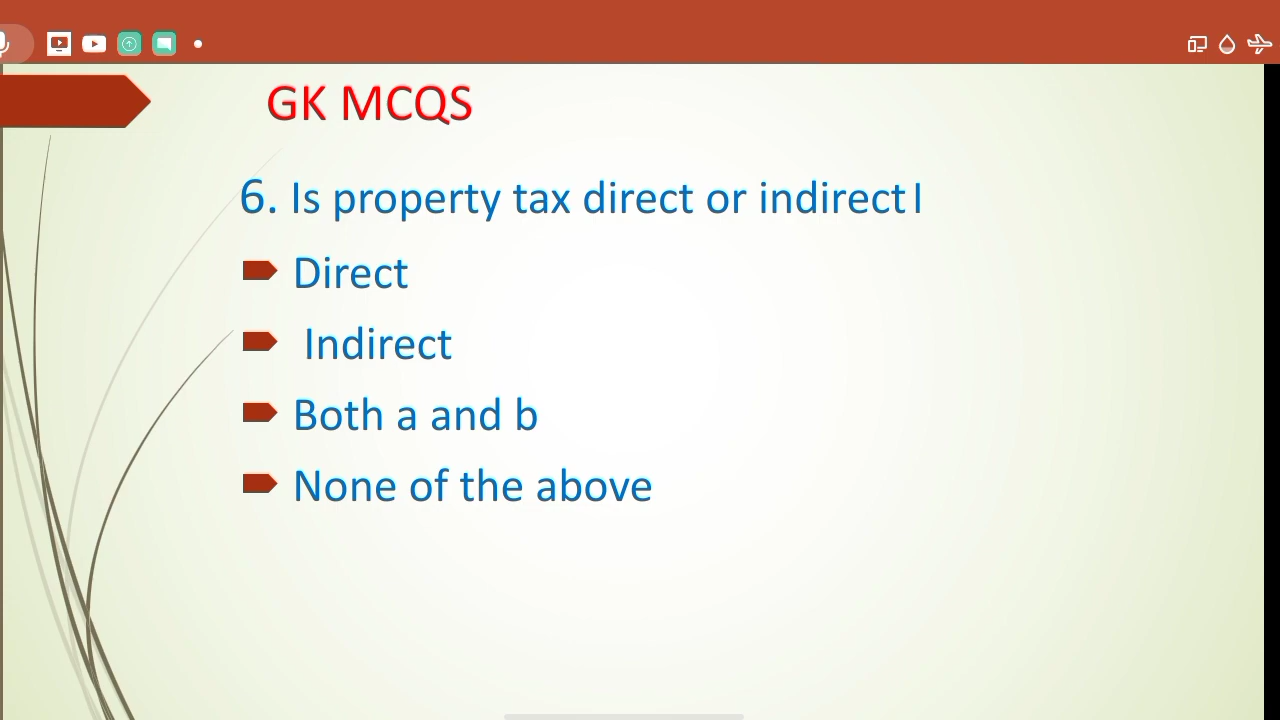 GK MCQS
6. Is property tax direct or indirect
Direct
Indirect
Both a and b
None of the above